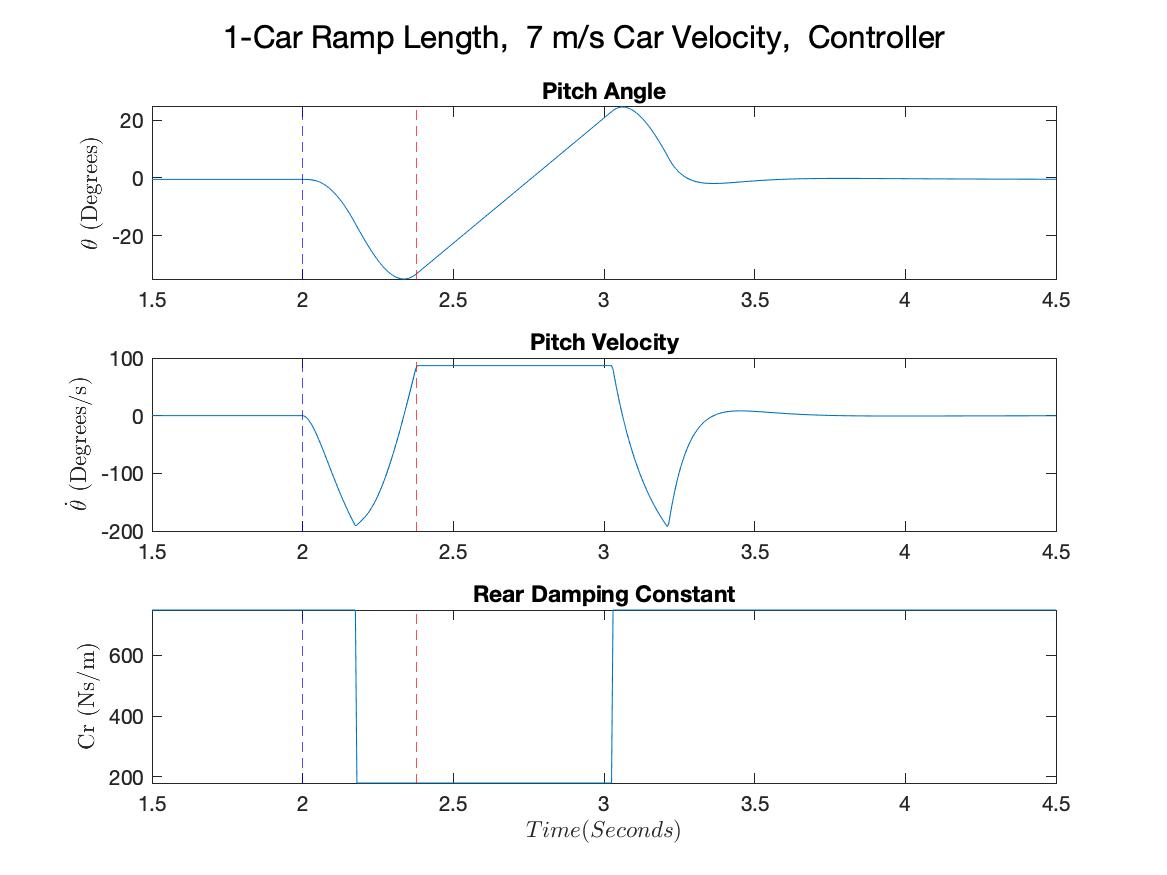 1-Car Ramp Length, 7 m/s Car Velocity, Controller
Pitch Angle
20
0
-20
θ (Degrees)
1.5 2 2.5 3 3.5 4 4.5
Pitch Velocity
100
0
-100
-200
θ̇ (Degrees/s)
1.5 2 2.5 3 3.5 4 4.5
Rear Damping Constant
600
400
200
Cr (Ns/m)
1.5 2 2.5 3 3.5 4 4.5
Time(Seconds)